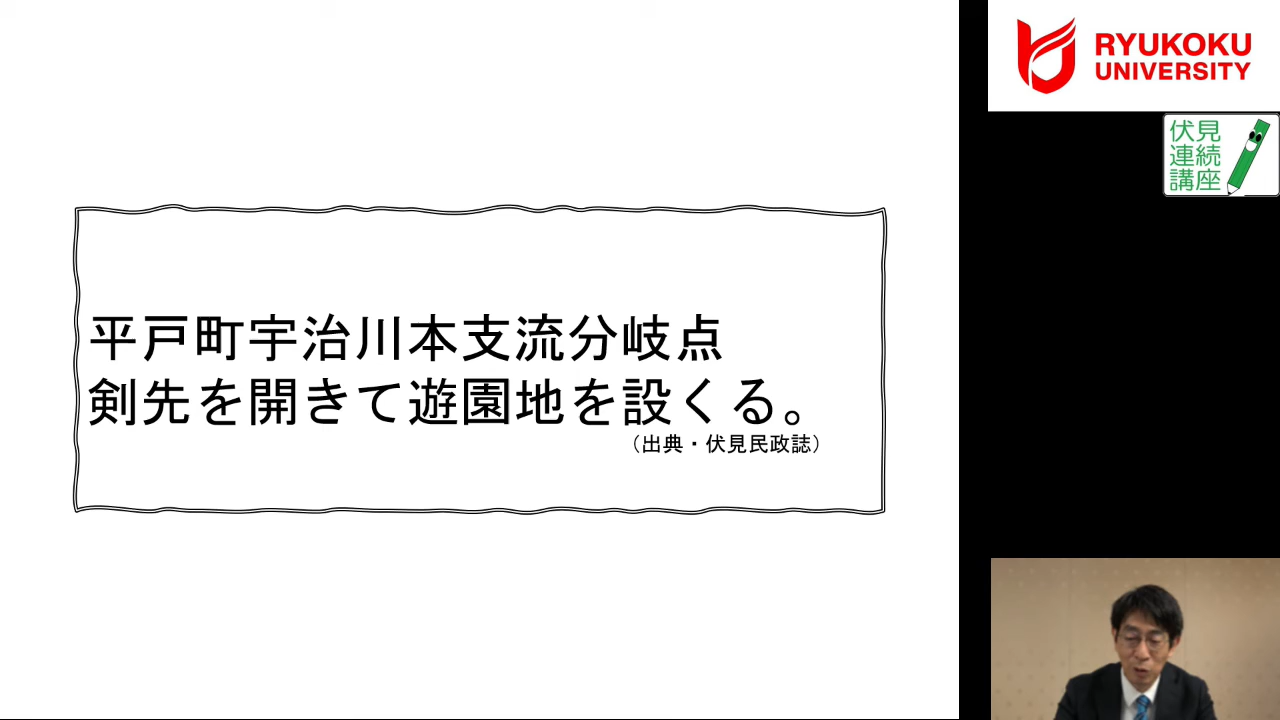 平戸町宇治川本支流分岐点
剣先を開きて遊園地を設くる。
（出典・伏見民政誌）
RYUKOKU
UNIVERSITY
伏見
連続
講座